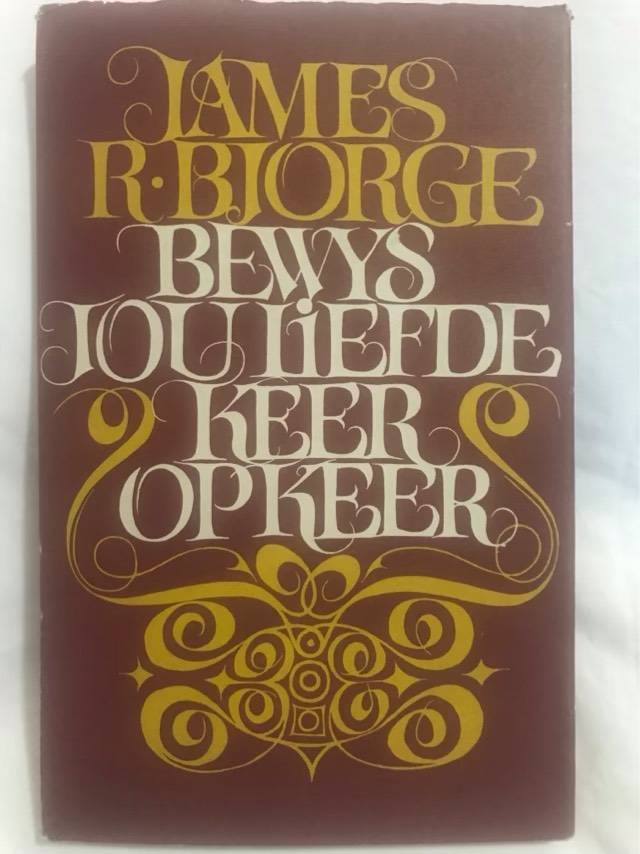 JAMES
R·BJORGE
BEWYS
JOU LiEFDE
KEER
OP KEER